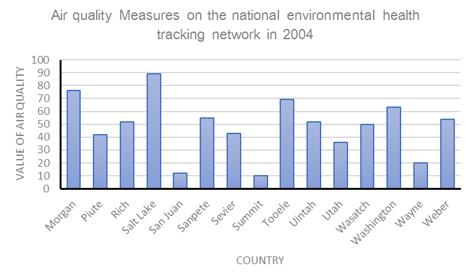 Air quality Measures on the national environmental health
tracking network in 2004
VALUE OF AIR QUALITY
100
90
80
70
60
50
40
30
20
10
0
Morgan
Piute
Rich
Salt Lake
San Juan
Sanpete
Sevier
Summit
Tooele
Uintah
Utah
Wasatch
Washington
Wayne
Weber
COUNTRY